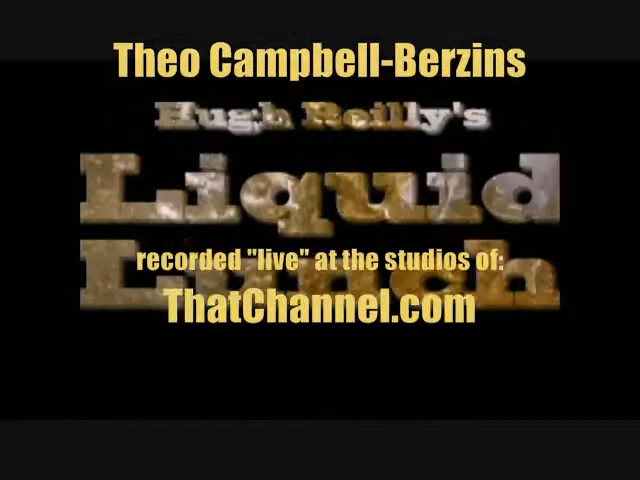 Theo Campbell-Berzins
Hugh Reilly's
Liquid
Lunch
recorded "live" at the studios of:
ThatChannel.com